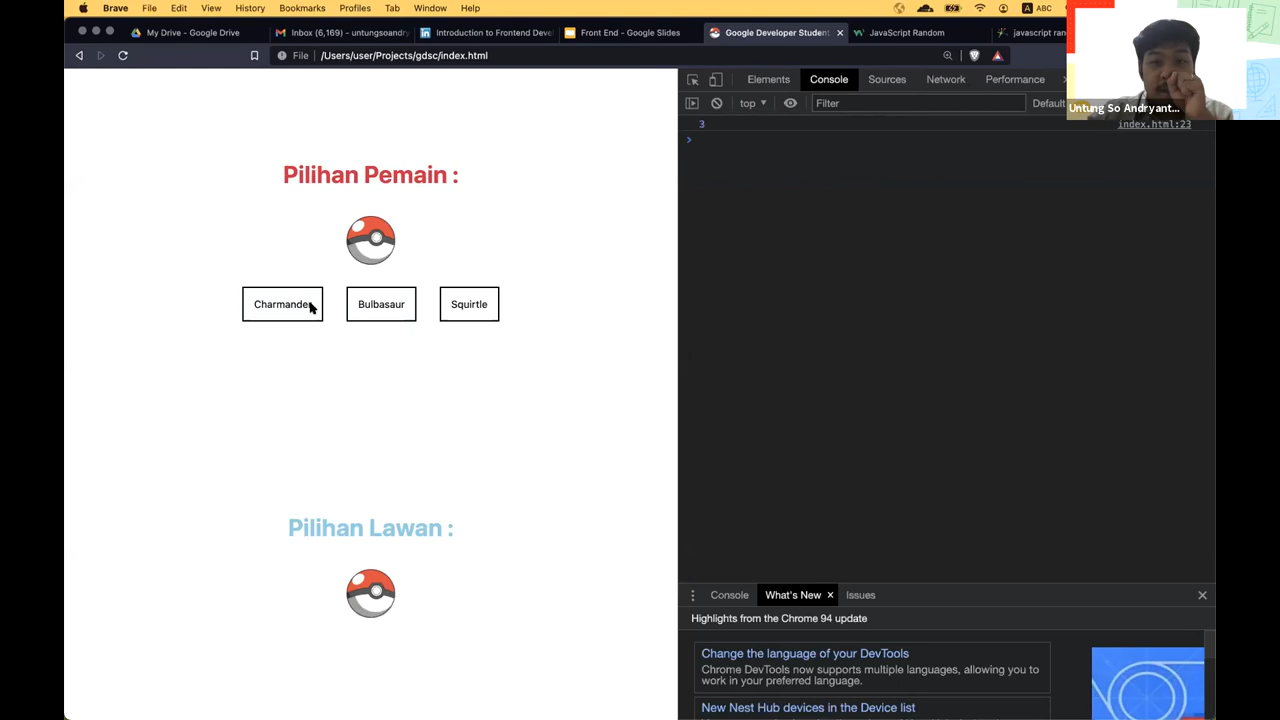 Brave File Edit View History Bookmarks Profiles Tab Window Help ABC
My Drive - Google Drive Inbox (6,169) - untungsoandry Introduction to Frontend Devel Front End - Google Slides Google Developer Student JavaScript Random javascript ran
File /Users/user/Projects/gdsc/index.html
Elements Console Sources Network Performance
top Filter Default
Untung So Andryant...
3 index.html:23
Pilihan Pemain :
Charmander Bulbasaur Squirtle
Pilihan Lawan :
Console What's New Issues
Highlights from the Chrome 94 update
Change the language of your DevTools
Chrome DevTools now supports multiple languages, allowing you to
work in your preferred language.
New Nest Hub devices in the Device list